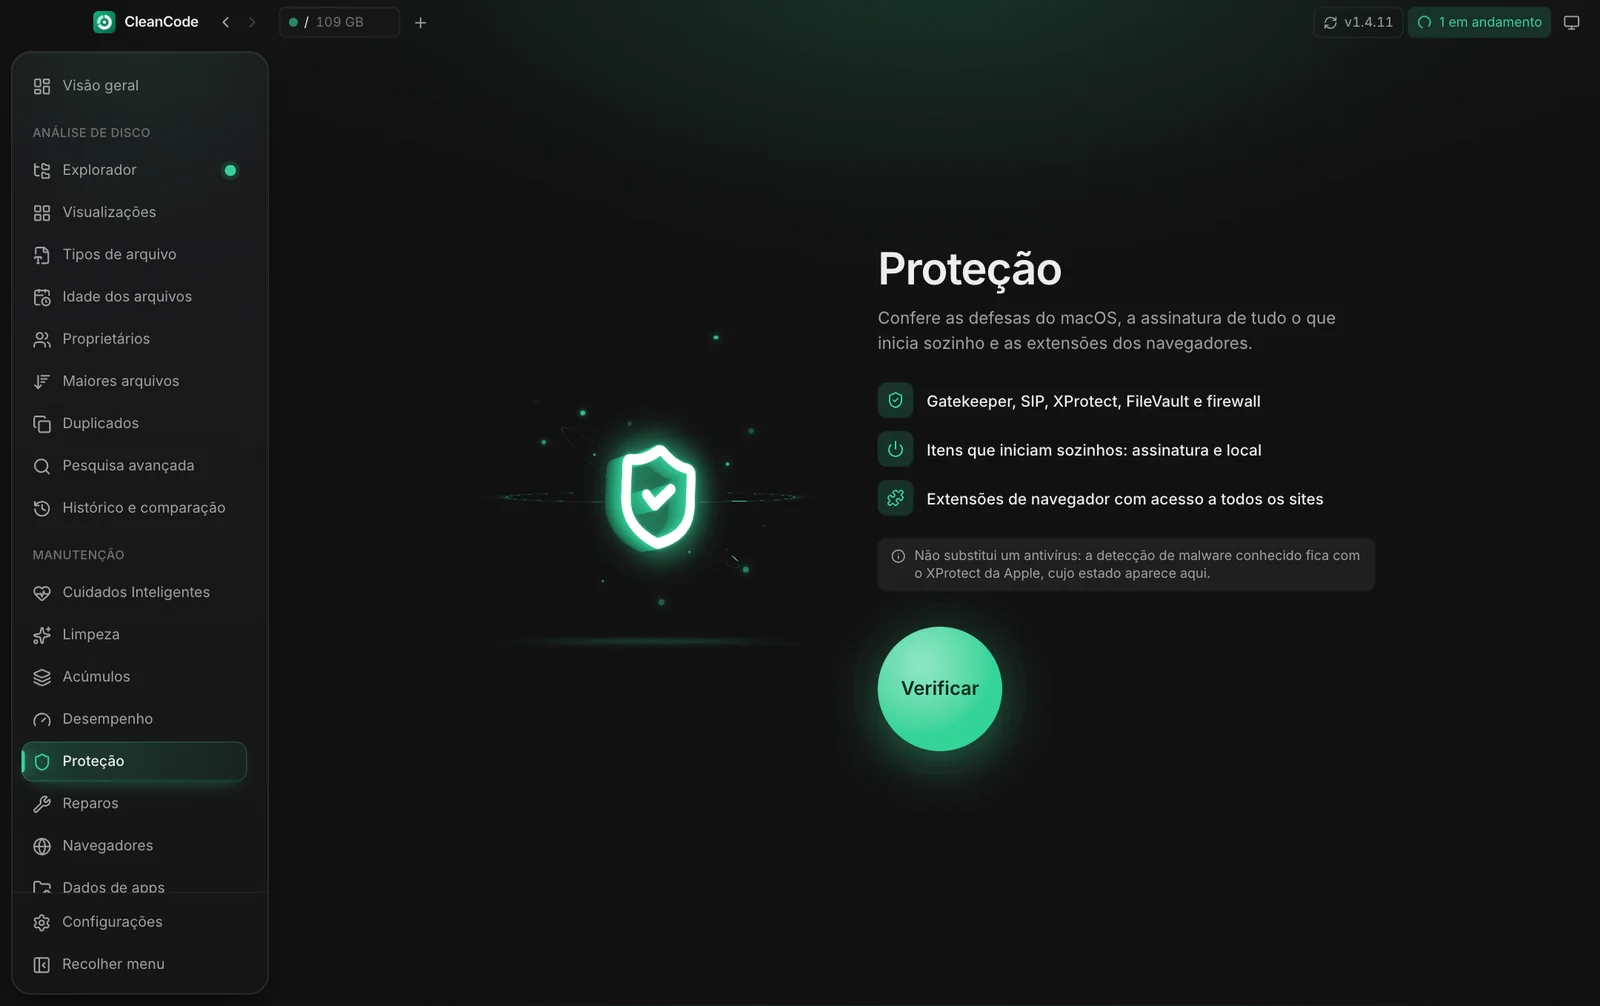 CleanCode
/ 109 GB
v1.4.11
1 em andamento
Visão geral
ANÁLISE DE DISCO
Explorador
Visualizações
Tipos de arquivo
Idade dos arquivos
Proprietários
Maiores arquivos
Duplicados
Pesquisa avançada
Histórico e comparação
MANUTENÇÃO
Cuidados Inteligentes
Limpeza
Acúmulos
Desempenho
Proteção
Reparos
Navegadores
Dados de apps
Configurações
Recolher menu
Proteção
Confere as defesas do macOS, a assinatura de tudo o que
inicia sozinho e as extensões dos navegadores.
Gatekeeper, SIP, XProtect, FileVault e firewall
Itens que iniciam sozinhos: assinatura e local
Extensões de navegador com acesso a todos os sites
Não substitui um antivírus: a detecção de malware conhecido fica com
o XProtect da Apple, cujo estado aparece aqui.
Verificar